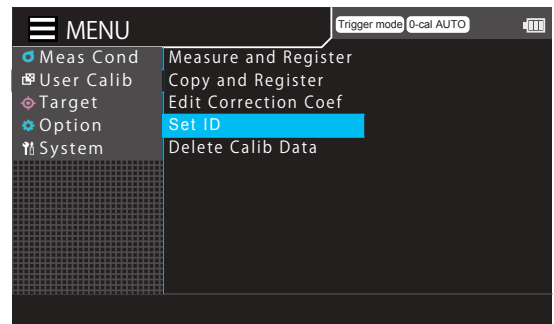 MENU
Trigger mode 0-cal AUTO
Meas Cond
User Calib
Target
Option
System
Measure and Register
Copy and Register
Edit Correction Coef
Set ID
Delete Calib Data